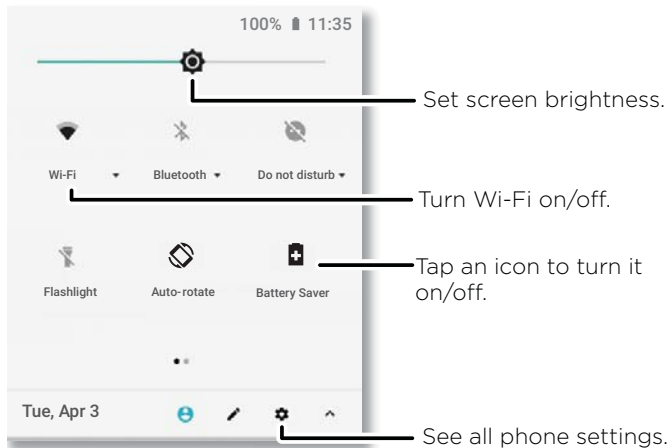 100% 11:35
Set screen brightness.
Wi-Fi Bluetooth Do not disturb
Turn Wi-Fi on/off.
Tap an icon to turn it
on/off.
Flashlight Auto-rotate Battery Saver
Tue, Apr 3
See all phone settings.